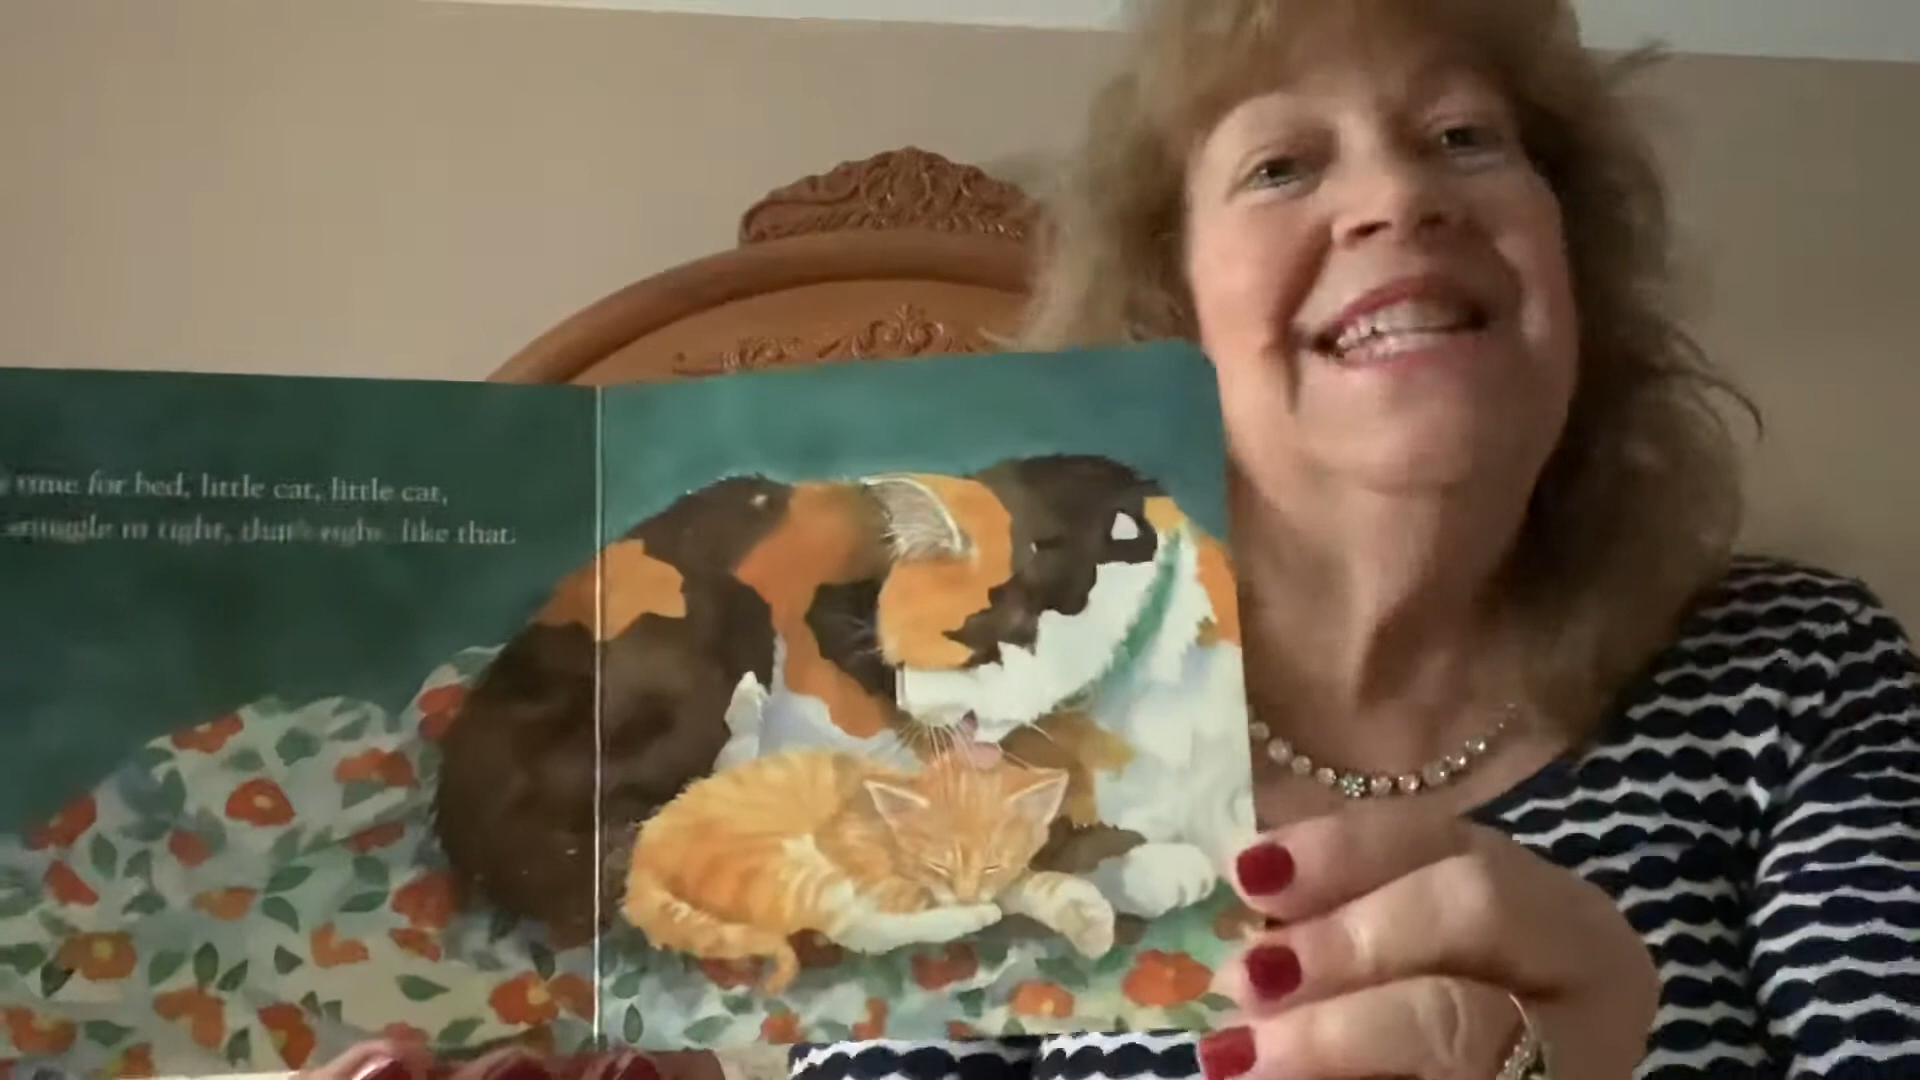 time for bed, little cat, little cat,
snuggle in tight, that's right, like that.